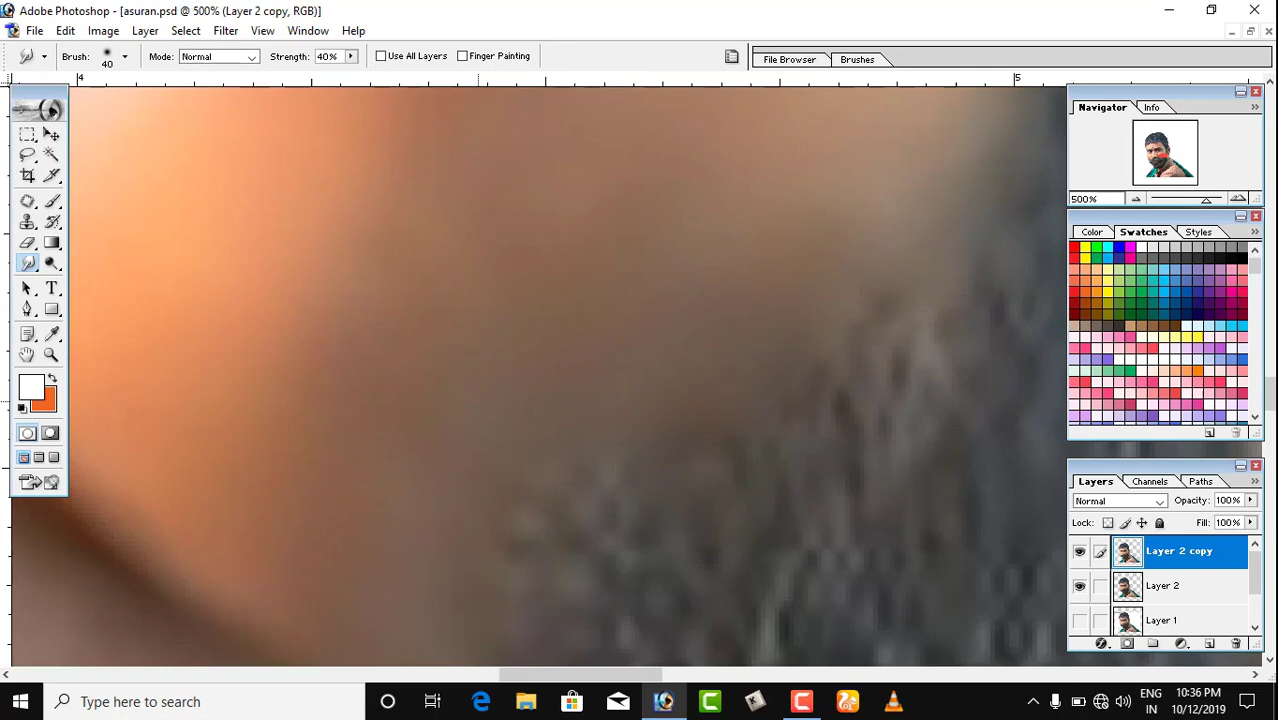 Adobe Photoshop - [asuran.psd @ 500% (Layer 2 copy, RGB)]
File Edit Image Layer Select Filter View Window Help
Brush: 40 Mode: Normal Strength: 40% Use All Layers Finger Painting File Browser Brushes
4 5
Navigator Info
500%
Color Swatches Styles
T
Layers Channels Paths
Normal Opacity: 100%
Lock: Fill: 100%
Layer 2 copy
Layer 2
Layer 1
Type here to search
ENG
IN
10:36 PM
10/12/2019